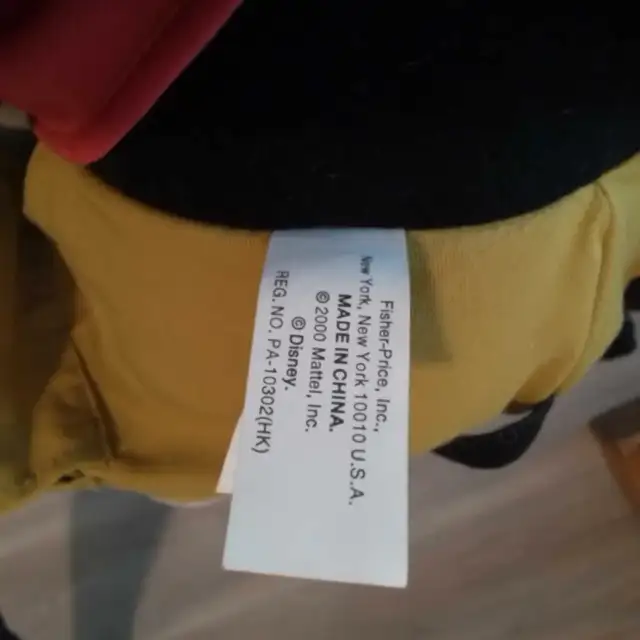 Fisher-Price, Inc.,
New York, New York 10010 U.S.A.
MADE IN CHINA.
© 2000 Mattel, Inc.
© Disney.
REG. NO. PA-10302(HK)